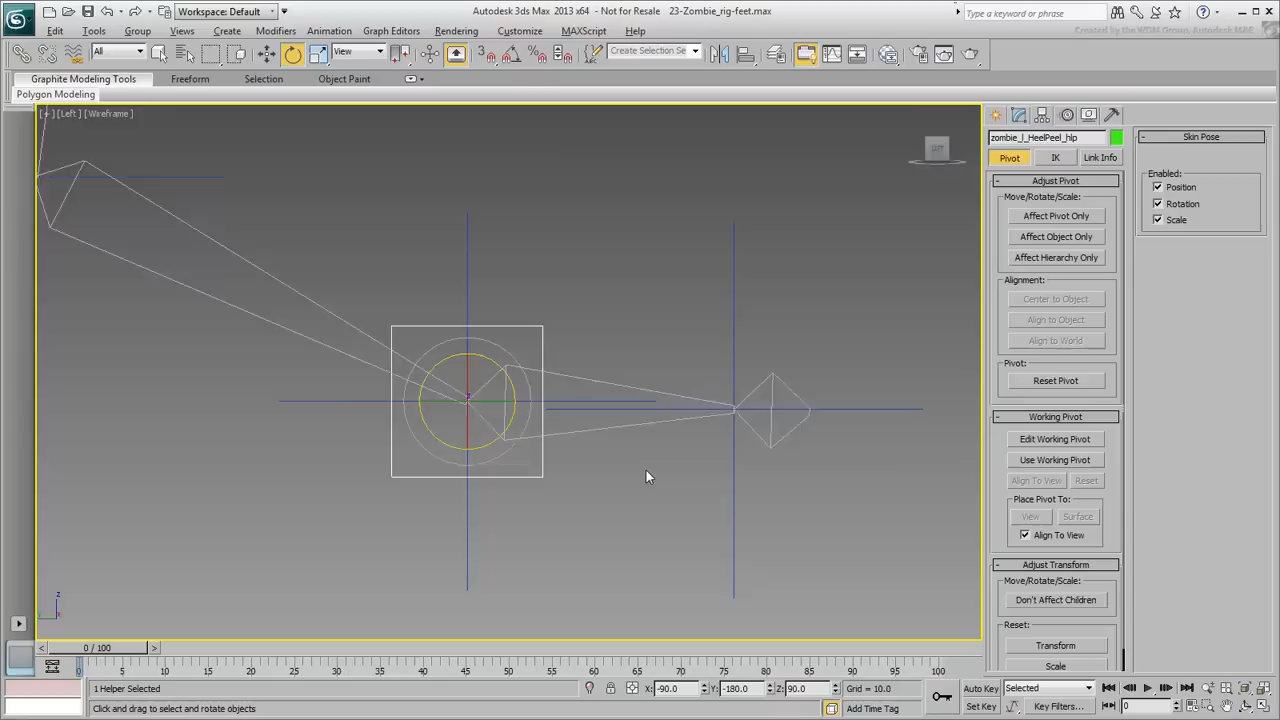 Workspace: Default
Autodesk 3ds Max 2013 x64 - Not for Resale 23-Zombie_rig-feet.max
Type a keyword or phrase
Edit Tools Group Views Create Modifiers Animation Graph Editors Rendering Customize MAXScript Help
Created by the WDM Group, Autodesk M&E
All
View
Create Selection Se
Graphite Modeling Tools Freeform Selection Object Paint
Polygon Modeling
[ + ] [Left ] [Wireframe ]
LEFT
zombie_l_HeelPeel_hlp
Pivot IK Link Info
Adjust Pivot
Move/Rotate/Scale:
Affect Pivot Only
Affect Object Only
Affect Hierarchy Only
Alignment:
Center to Object
Align to Object
Align to World
Pivot:
Reset Pivot
Working Pivot
Edit Working Pivot
Use Working Pivot
Align To View Reset
Place Pivot To:
View Surface
Align To View
Adjust Transform
Move/Rotate/Scale:
Don't Affect Children
Reset:
Transform
Scale
Skin Pose
Enabled:
Position
Rotation
Scale
z
z
0 / 100
0 5 10 15 20 25 30 35 40 45 50 55 60 65 70 75 80 85 90 95 100
1 Helper Selected
X: -90.0 Y: -180.0 Z: 90.0
Grid = 10.0
Auto Key Selected
Click and drag to select and rotate objects
Add Time Tag
Set Key Key Filters...
0